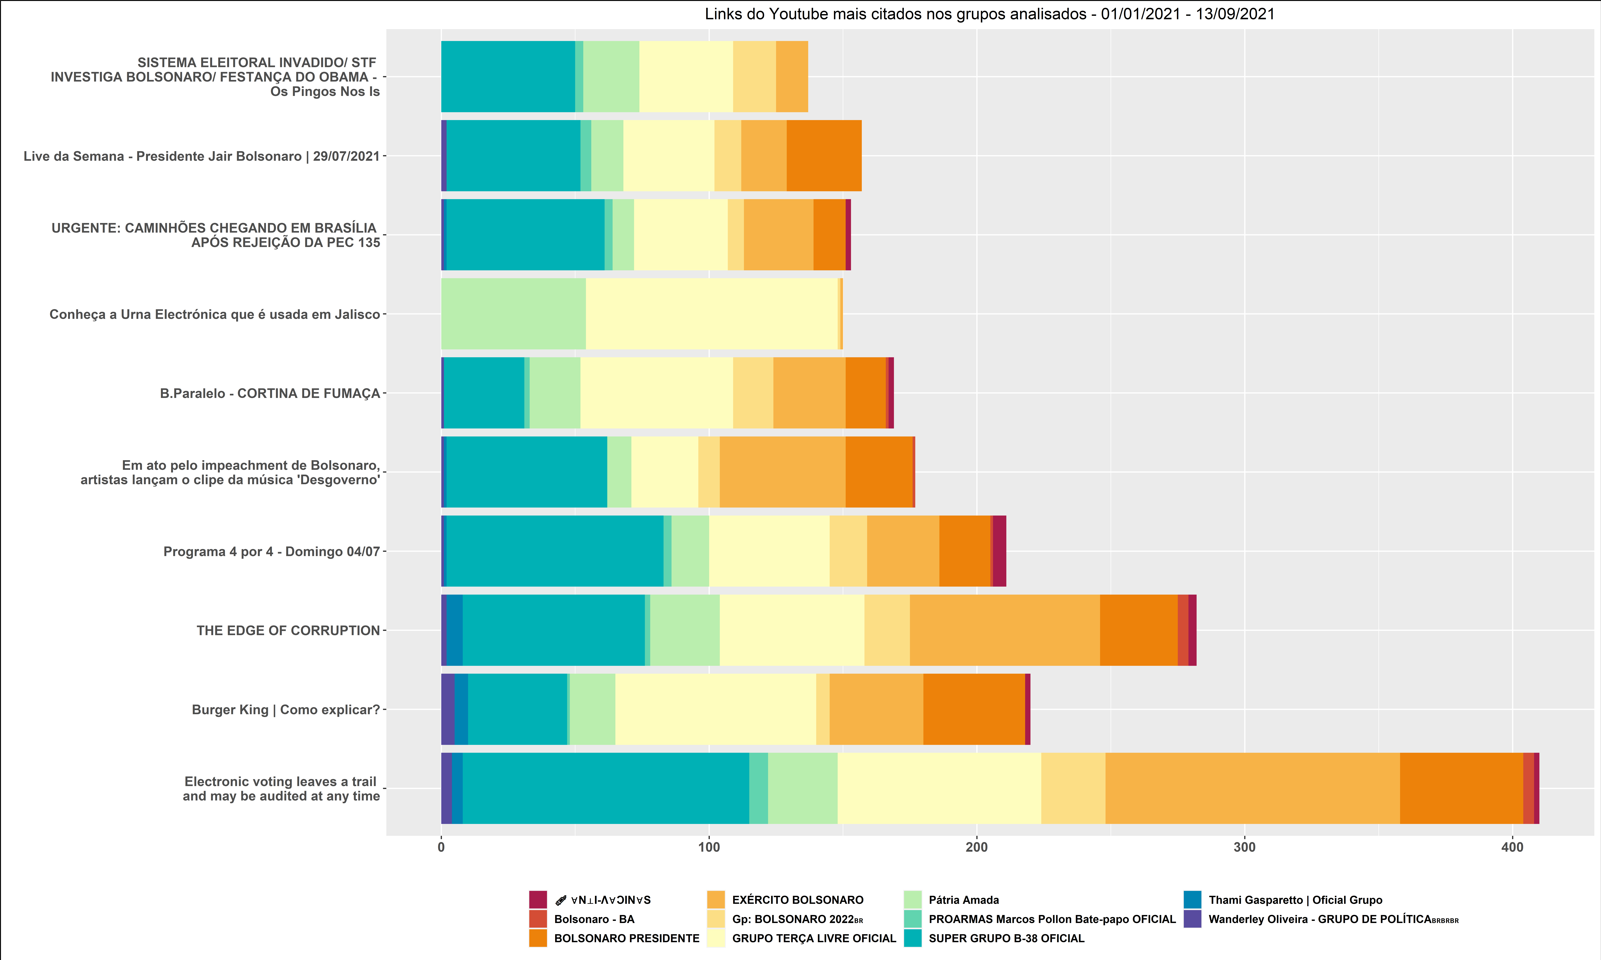 Links do Youtube mais citados nos grupos analisados - 01/01/2021 - 13/09/2021
SISTEMA ELEITORAL INVADIDO/ STF
INVESTIGA BOLSONARO/ FESTANÇA DO OBAMA -
Os Pingos Nos Is
Live da Semana - Presidente Jair Bolsonaro | 29/07/2021
URGENTE: CAMINHÕES CHEGANDO EM BRASÍLIA
APÓS REJEIÇÃO DA PEC 135
Conheça a Urna Electrónica que é usada em Jalisco
B.Paralelo - CORTINA DE FUMAÇA
Em ato pelo impeachment de Bolsonaro,
artistas lançam o clipe da música 'Desgoverno'
Programa 4 por 4 - Domingo 04/07
THE EDGE OF CORRUPTION
Burger King | Como explicar?
Electronic voting leaves a trail
and may be audited at any time
0 100 200 300 400
∀N⊥I-Λ∀ƆIN∀S
Bolsonaro - BA
BOLSONARO PRESIDENTE
EXÉRCITO BOLSONARO
Gp: BOLSONARO 2022BR
GRUPO TERÇA LIVRE OFICIAL
Pátria Amada
PROARMAS Marcos Pollon Bate-papo OFICIAL
SUPER GRUPO B-38 OFICIAL
Thami Gasparetto | Oficial Grupo
Wanderley Oliveira - GRUPO DE POLÍTICABRBRBR